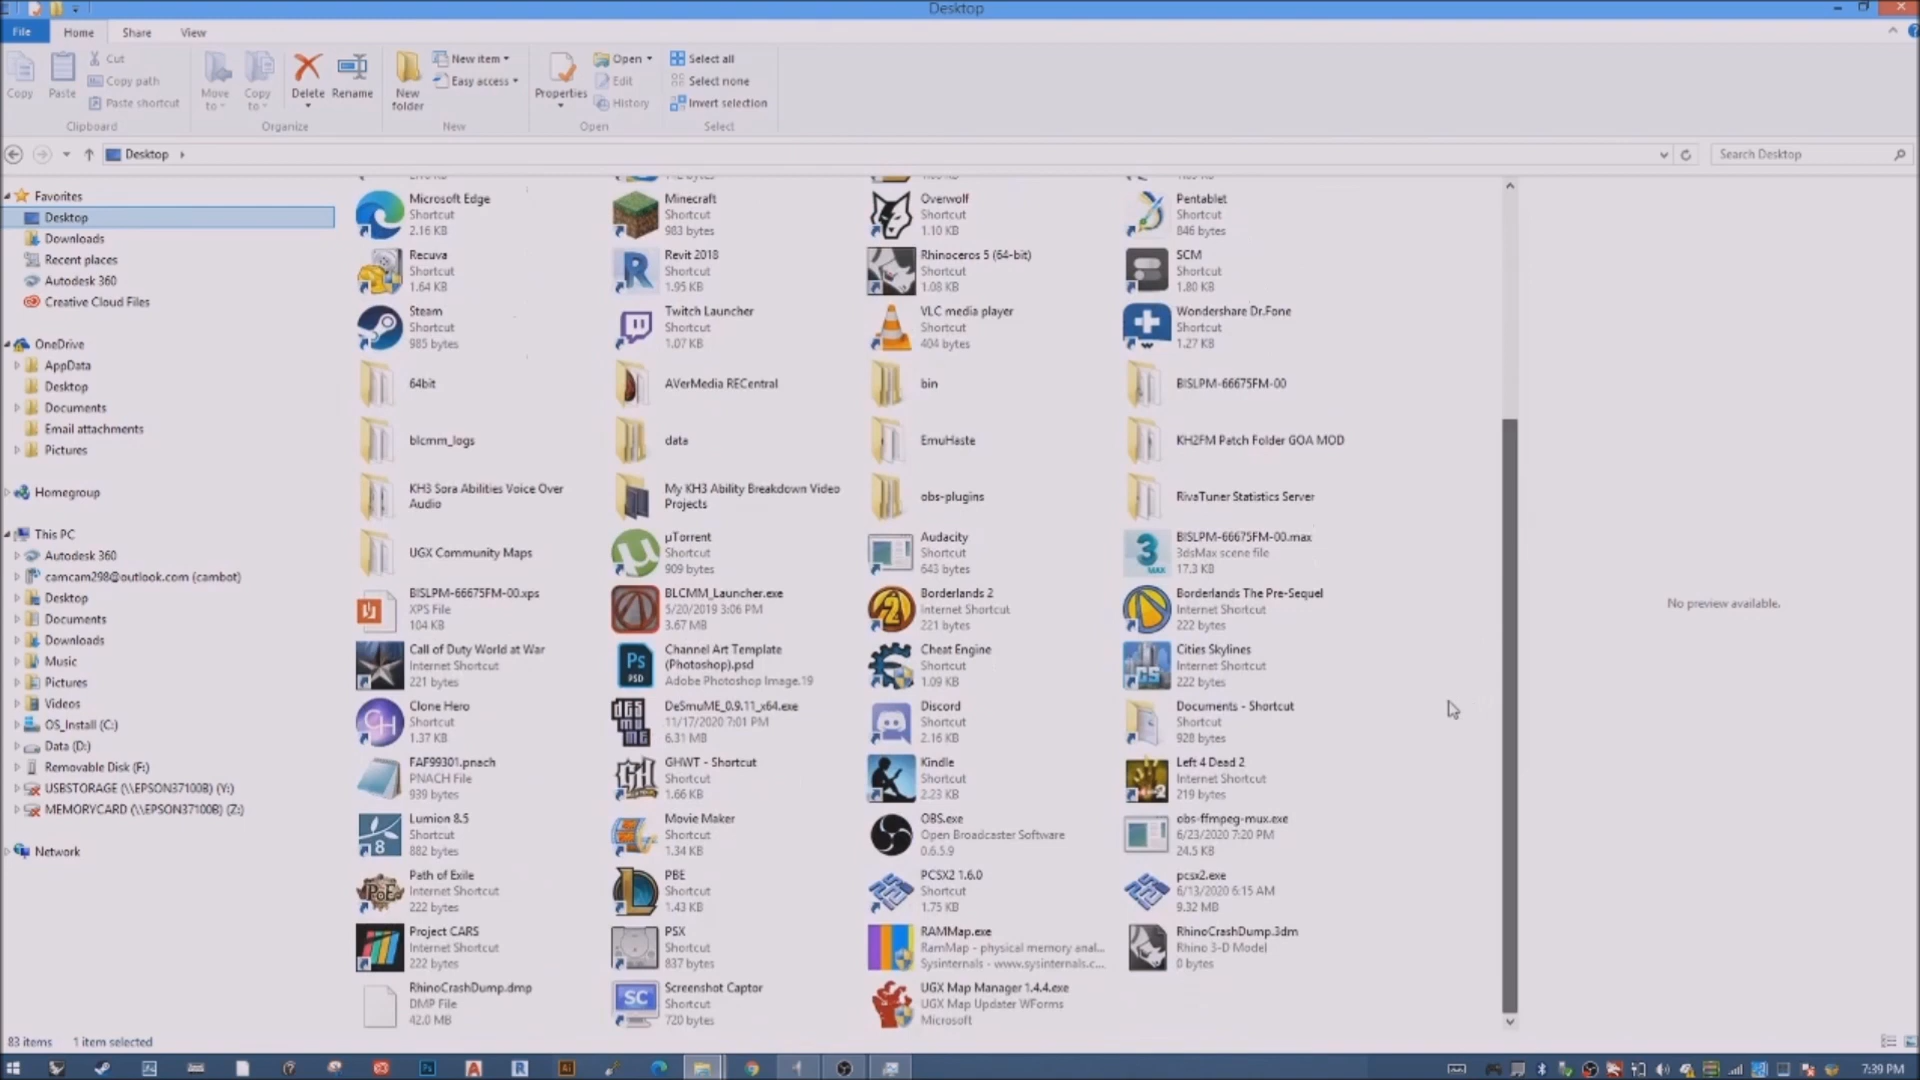 Desktop
File Home Share View
Copy
Paste
Cut
Copy path
Paste shortcut
Clipboard
Move to
Copy to
Delete
Rename
Organize
New folder
New item
Easy access
New
Properties
Open
Edit
History
Open
Select all
Select none
Invert selection
Select
Desktop
Search Desktop
Favorites
Desktop
Downloads
Recent places
Autodesk 360
Creative Cloud Files
OneDrive
AppData
Desktop
Documents
Email attachments
Pictures
Homegroup
This PC
Autodesk 360
camcam298@outlook.com (cambot)
Desktop
Documents
Downloads
Music
Pictures
Videos
OS_Install (C:)
Data (D:)
Removable Disk (F:)
USBSTORAGE (\\EPSON37100B) (Y:)
MEMORYCARD (\\EPSON37100B) (Z:)
Network
Microsoft Edge
Shortcut
2.16 KB
Minecraft
Shortcut
983 bytes
Overwolf
Shortcut
1.10 KB
Pentablet
Shortcut
846 bytes
Recuva
Shortcut
1.64 KB
Revit 2018
Shortcut
1.95 KB
Rhinoceros 5 (64-bit)
Shortcut
1.08 KB
SCM
Shortcut
1.80 KB
Steam
Shortcut
985 bytes
Twitch Launcher
Shortcut
1.07 KB
VLC media player
Shortcut
404 bytes
Wondershare Dr.Fone
Shortcut
1.27 KB
64bit
AVerMedia RECentral
bin
BISLPM-66675FM-00
blcmm_logs
data
EmuHaste
KH2FM Patch Folder GOA MOD
KH3 Sora Abilities Voice Over
Audio
My KH3 Ability Breakdown Video
Projects
obs-plugins
RivaTuner Statistics Server
UGX Community Maps
µTorrent
Shortcut
909 bytes
Audacity
Shortcut
643 bytes
BISLPM-66675FM-00.max
3dsMax scene file
17.3 KB
BISLPM-66675FM-00.xps
XPS File
104 KB
BLCMM_Launcher.exe
5/20/2019 3:06 PM
3.67 MB
Borderlands 2
Internet Shortcut
221 bytes
Borderlands The Pre-Sequel
Internet Shortcut
222 bytes
Call of Duty World at War
Internet Shortcut
221 bytes
Channel Art Template
(Photoshop).psd
Adobe Photoshop Image.19
Cheat Engine
Shortcut
1.09 KB
Cities Skylines
Internet Shortcut
222 bytes
Clone Hero
Shortcut
1.37 KB
DeSmuME_0.9.11_x64.exe
11/17/2020 7:01 PM
6.31 MB
Discord
Shortcut
2.16 KB
Documents - Shortcut
Shortcut
928 bytes
FAF99301.pnach
PNACH File
939 bytes
GHWT - Shortcut
Shortcut
1.66 KB
Kindle
Shortcut
2.23 KB
Left 4 Dead 2
Internet Shortcut
219 bytes
Lumion 8.5
Shortcut
882 bytes
Movie Maker
Shortcut
1.34 KB
OBS.exe
Open Broadcaster Software
0.6.5.9
obs-ffmpeg-mux.exe
6/23/2020 7:20 PM
24.5 KB
Path of Exile
Internet Shortcut
222 bytes
PBE
Shortcut
1.43 KB
PCSX2 1.6.0
Shortcut
1.75 KB
pcsx2.exe
6/13/2020 6:15 AM
9.32 MB
Project CARS
Internet Shortcut
222 bytes
PSX
Shortcut
837 bytes
RAMMap.exe
RamMap - physical memory anal...
Sysinternals - www.sysinternals.c...
RhinoCrashDump.3dm
Rhino 3-D Model
0 bytes
RhinoCrashDump.dmp
DMP File
42.0 MB
Screenshot Captor
Shortcut
720 bytes
UGX Map Manager 1.4.4.exe
UGX Map Updater WForms
Microsoft
No preview available.
83 items 1 item selected
7:39 PM